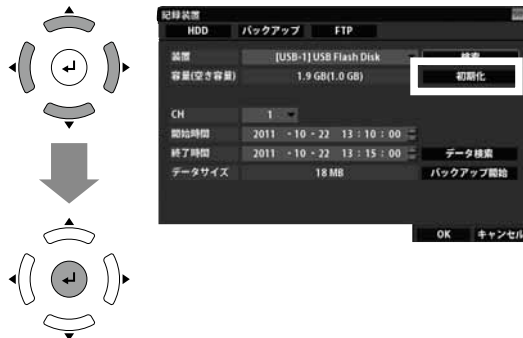 記録装置
HDD バックアップ FTP
装置 [USB-1] USB Flash Disk 検索
容量(空き容量) 1.9 GB(1.0 GB) 初期化
CH 1
開始時間 2011 - 10 - 22 13 : 10 : 00
終了時間 2011 - 10 - 22 13 : 15 : 00 データ検索
データサイズ 18 MB バックアップ開始
OK キャンセル